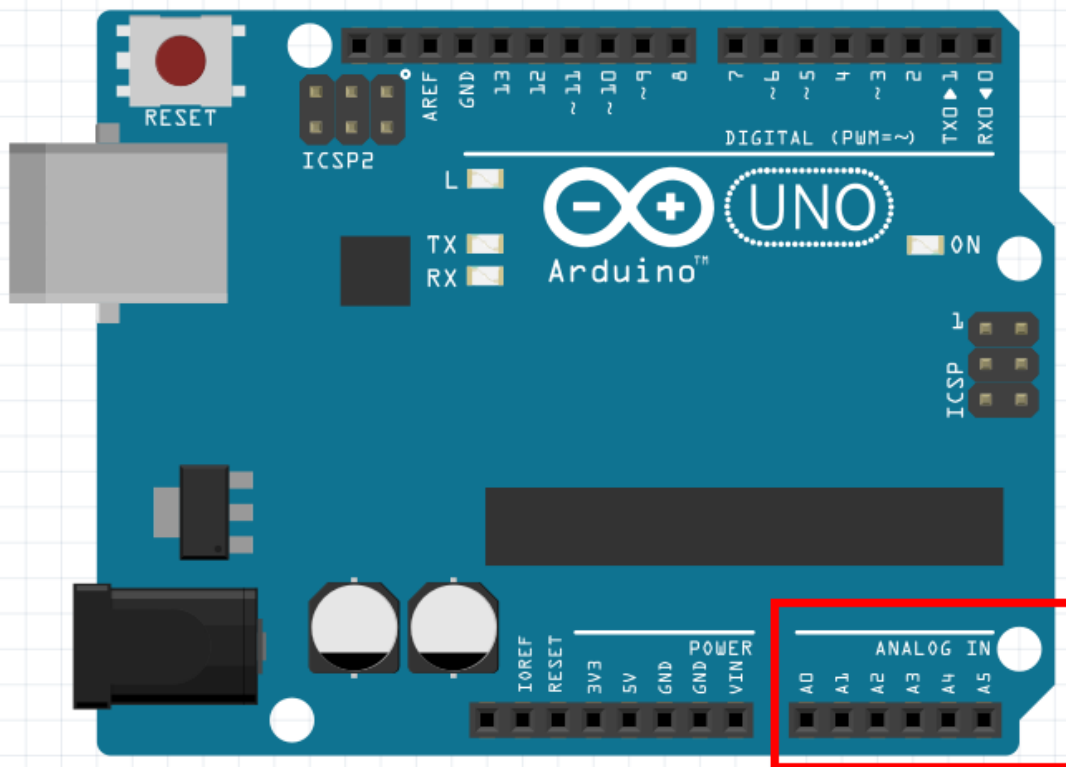 RESET
ICSP2
AREF
GND
13
12
~11
~10
~9
8
7
~6
~5
4
~3
2
TX0▶1
RX0◀0
DIGITAL (PWM=~)
L
TX
RX
Arduino™
UNO
ON
1
ICSP
POWER
IOREF
RESET
3V3
5V
GND
GND
VIN
ANALOG IN
A0
A1
A2
A3
A4
A5